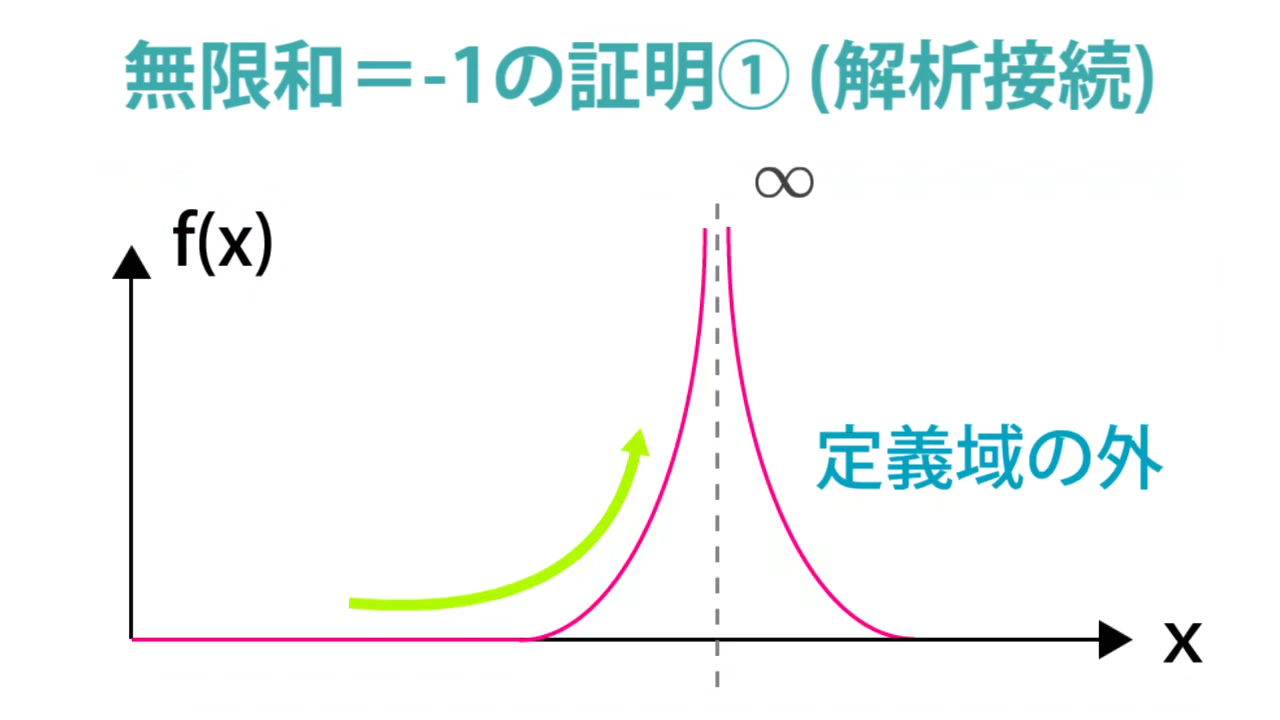 無限和＝-1の証明① (解析接続)
∞
f(x)
定義域の外
x